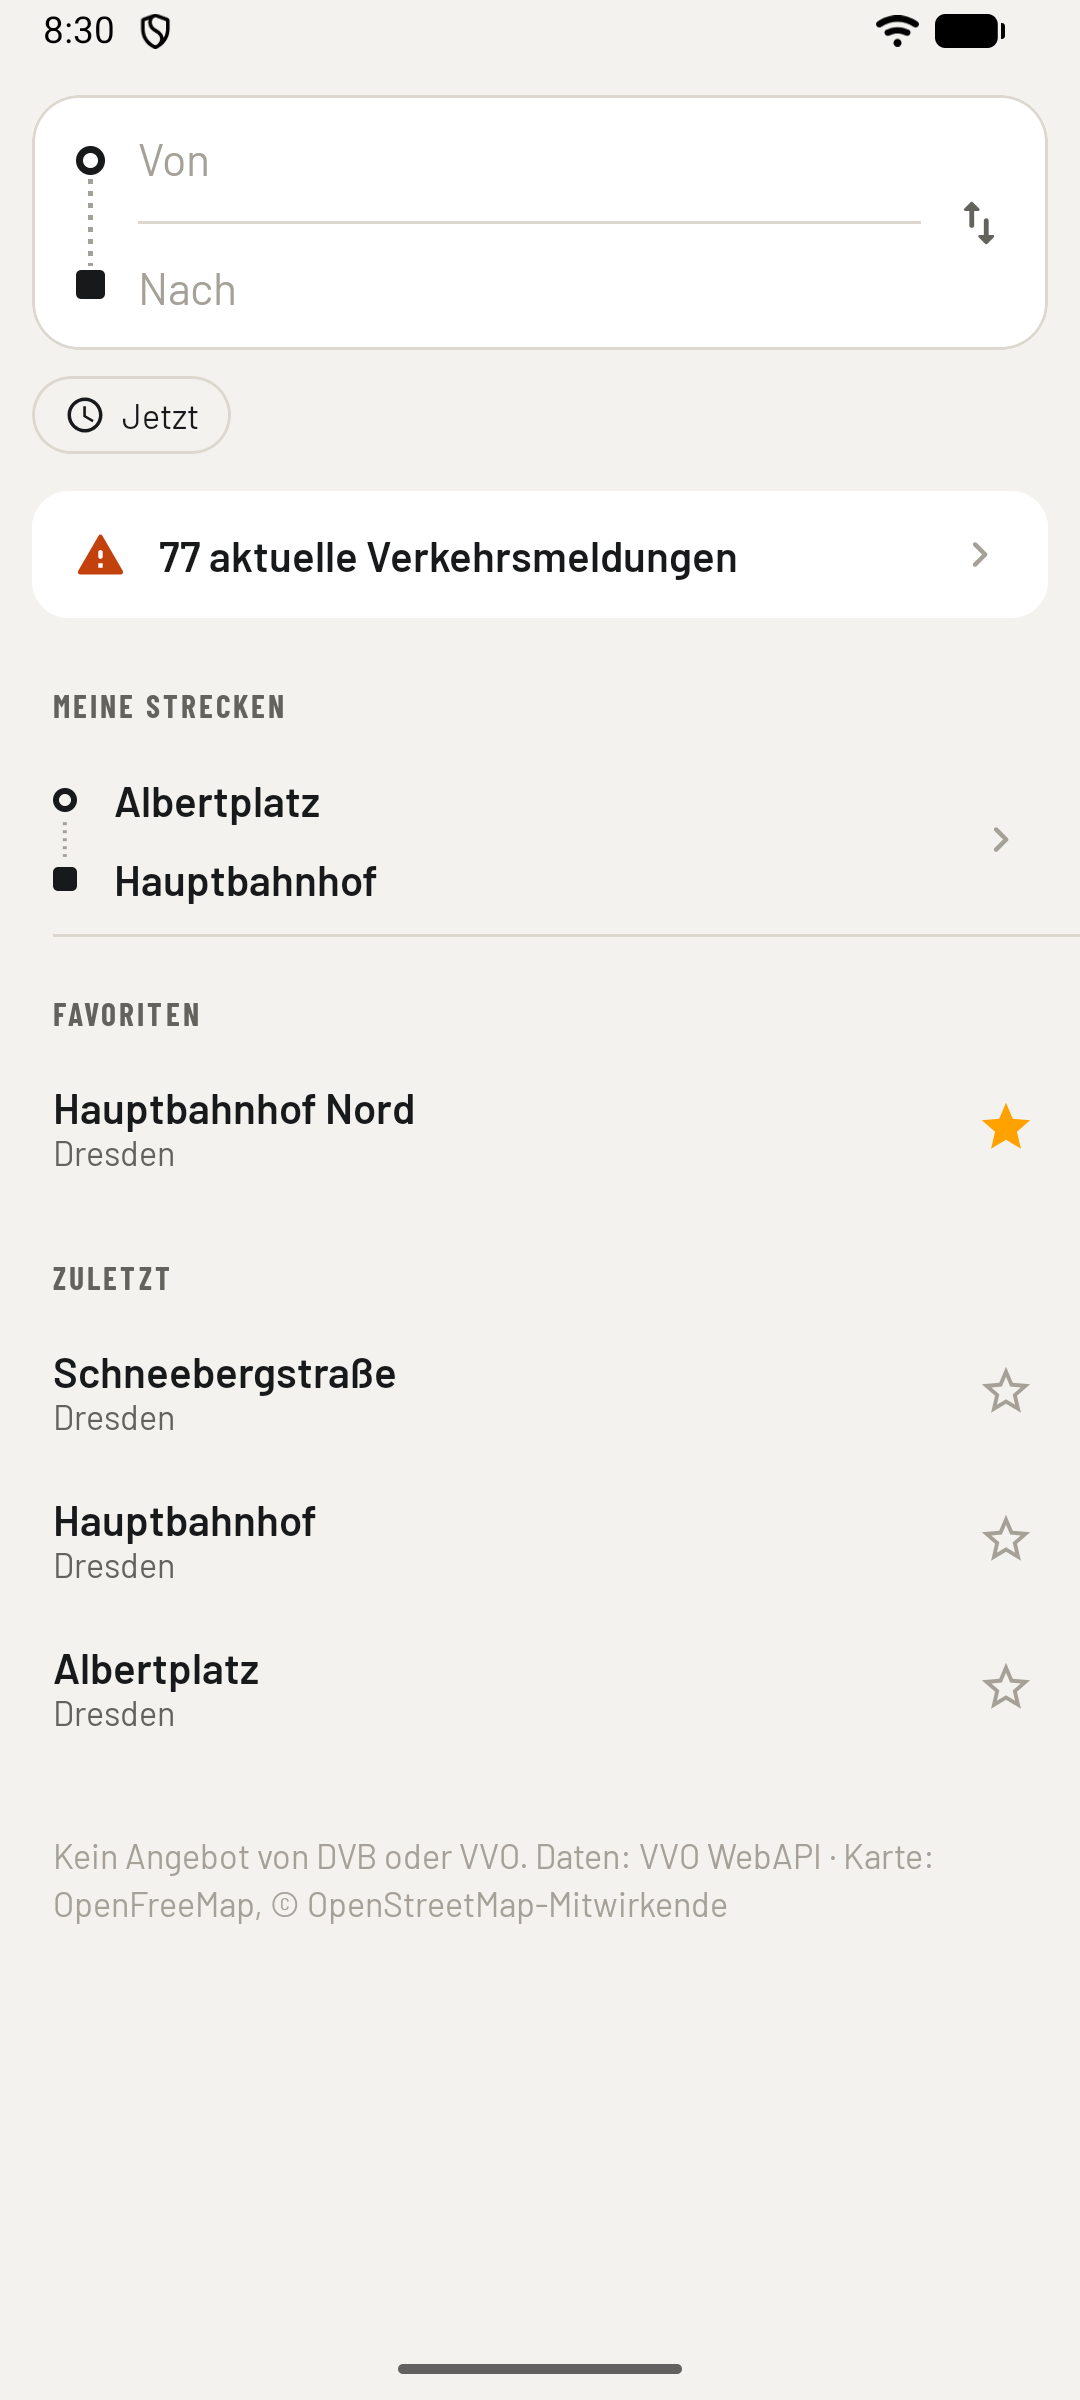 8:30
Von
Nach
Jetzt
77 aktuelle Verkehrsmeldungen
MEINE STRECKEN
Albertplatz
Hauptbahnhof
FAVORITEN
Hauptbahnhof Nord
Dresden
ZULETZT
Schneebergstraße
Dresden
Hauptbahnhof
Dresden
Albertplatz
Dresden
Kein Angebot von DVB oder VVO. Daten: VVO WebAPI · Karte:
OpenFreeMap, © OpenStreetMap-Mitwirkende